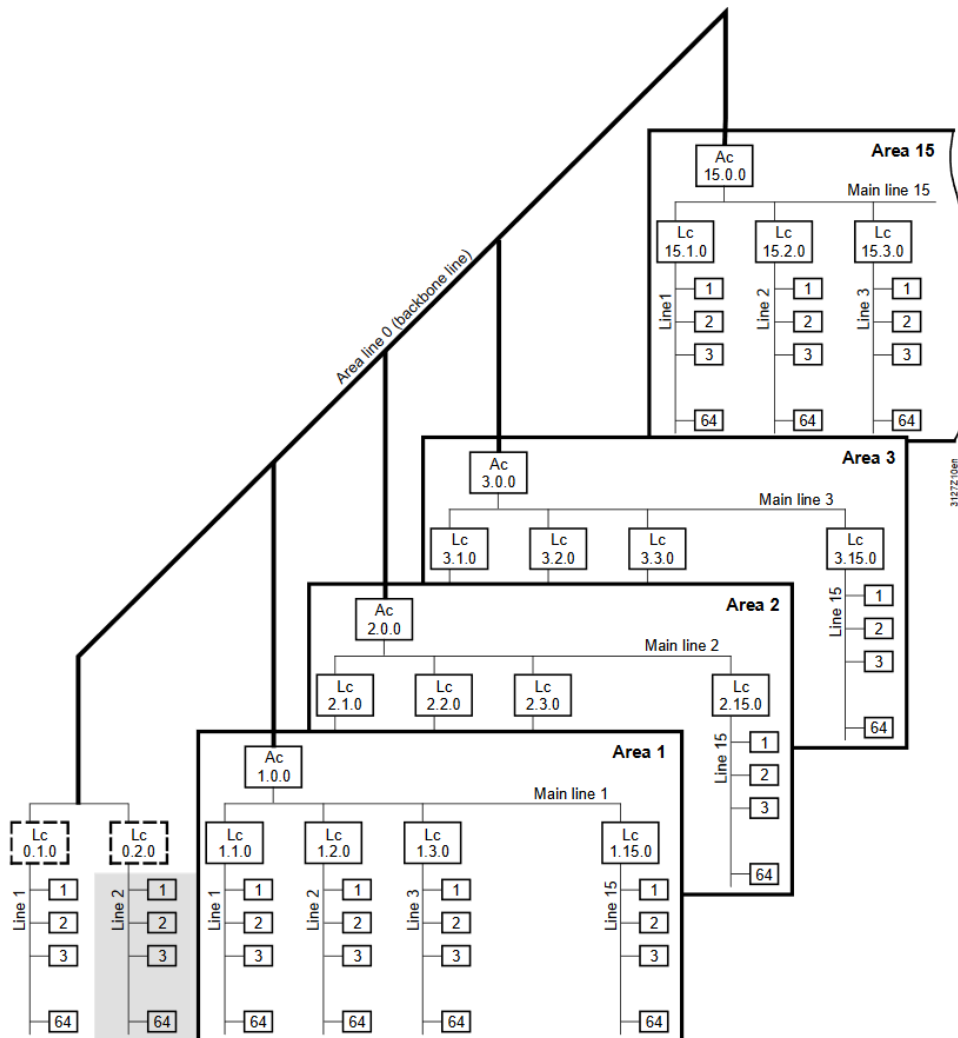 Area 15
Ac
15.0.0
Main line 15
Lc
15.1.0
Lc
15.2.0
Lc
15.3.0
Line1
1
2
3
64
Line 2
1
2
3
64
Line 3
1
2
3
64
Area line 0 (backbone line)
3127Z10en
Area 3
Ac
3.0.0
Main line 3
Lc
3.1.0
Lc
3.2.0
Lc
3.3.0
Lc
3.15.0
Line 15
1
2
3
64
Area 2
Ac
2.0.0
Main line 2
Lc
2.1.0
Lc
2.2.0
Lc
2.3.0
Lc
2.15.0
Line 15
1
2
3
64
Area 1
Ac
1.0.0
Main line 1
Lc
0.1.0
Lc
0.2.0
Lc
1.1.0
Lc
1.2.0
Lc
1.3.0
Lc
1.15.0
Line 1
1
2
3
64
Line 2
1
2
3
64
Line 1
1
2
3
64
Line 2
1
2
3
64
Line 3
1
2
3
64
Line 15
1
2
3
64